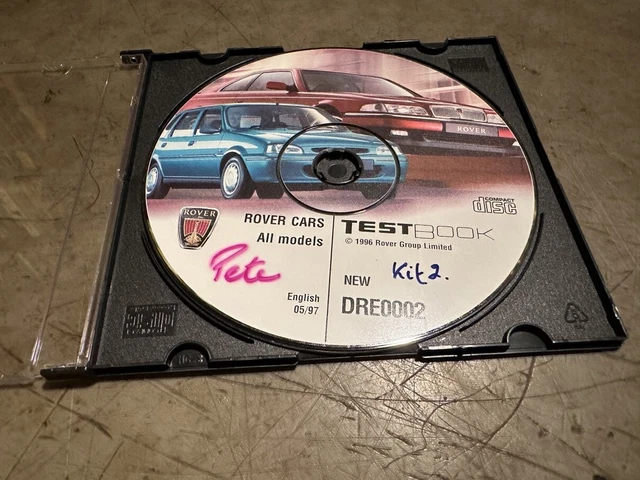 ROVER
COMPACT
disc
ROVER
ROVER CARS
All models
Pete
English
05/97
TESTBOOK
© 1996 Rover Group Limited
NEW
Kit 2.
DRE0002